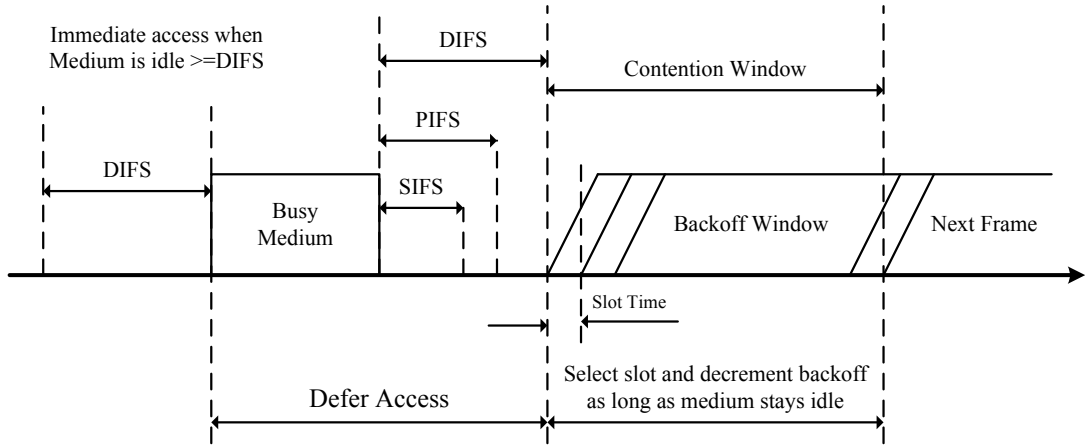 Immediate access when
Medium is idle >=DIFS
DIFS
Contention Window
PIFS
DIFS
SIFS
Busy
Medium
Backoff Window
Next Frame
Slot Time
Defer Access
Select slot and decrement backoff
as long as medium stays idle